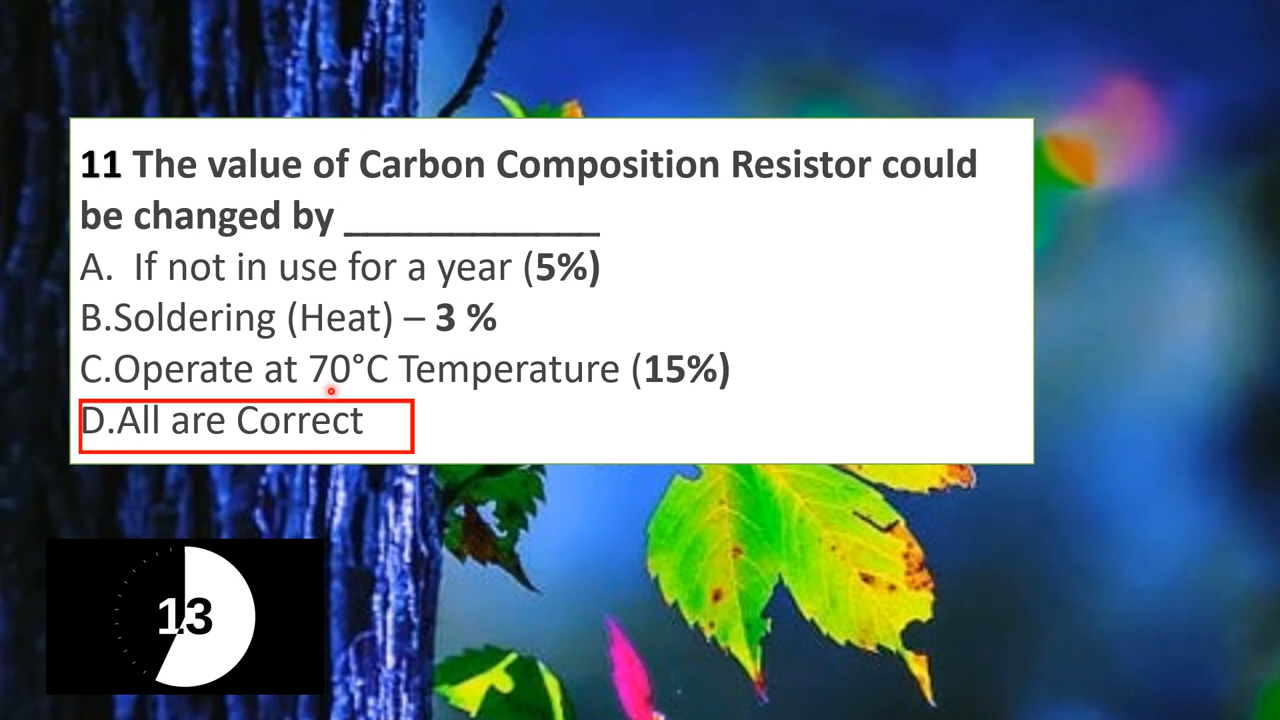 11 The value of Carbon Composition Resistor could
be changed by ____________
A. If not in use for a year (5%)
B.Soldering (Heat) – 3 %
C.Operate at 70°C Temperature (15%)
D.All are Correct
13